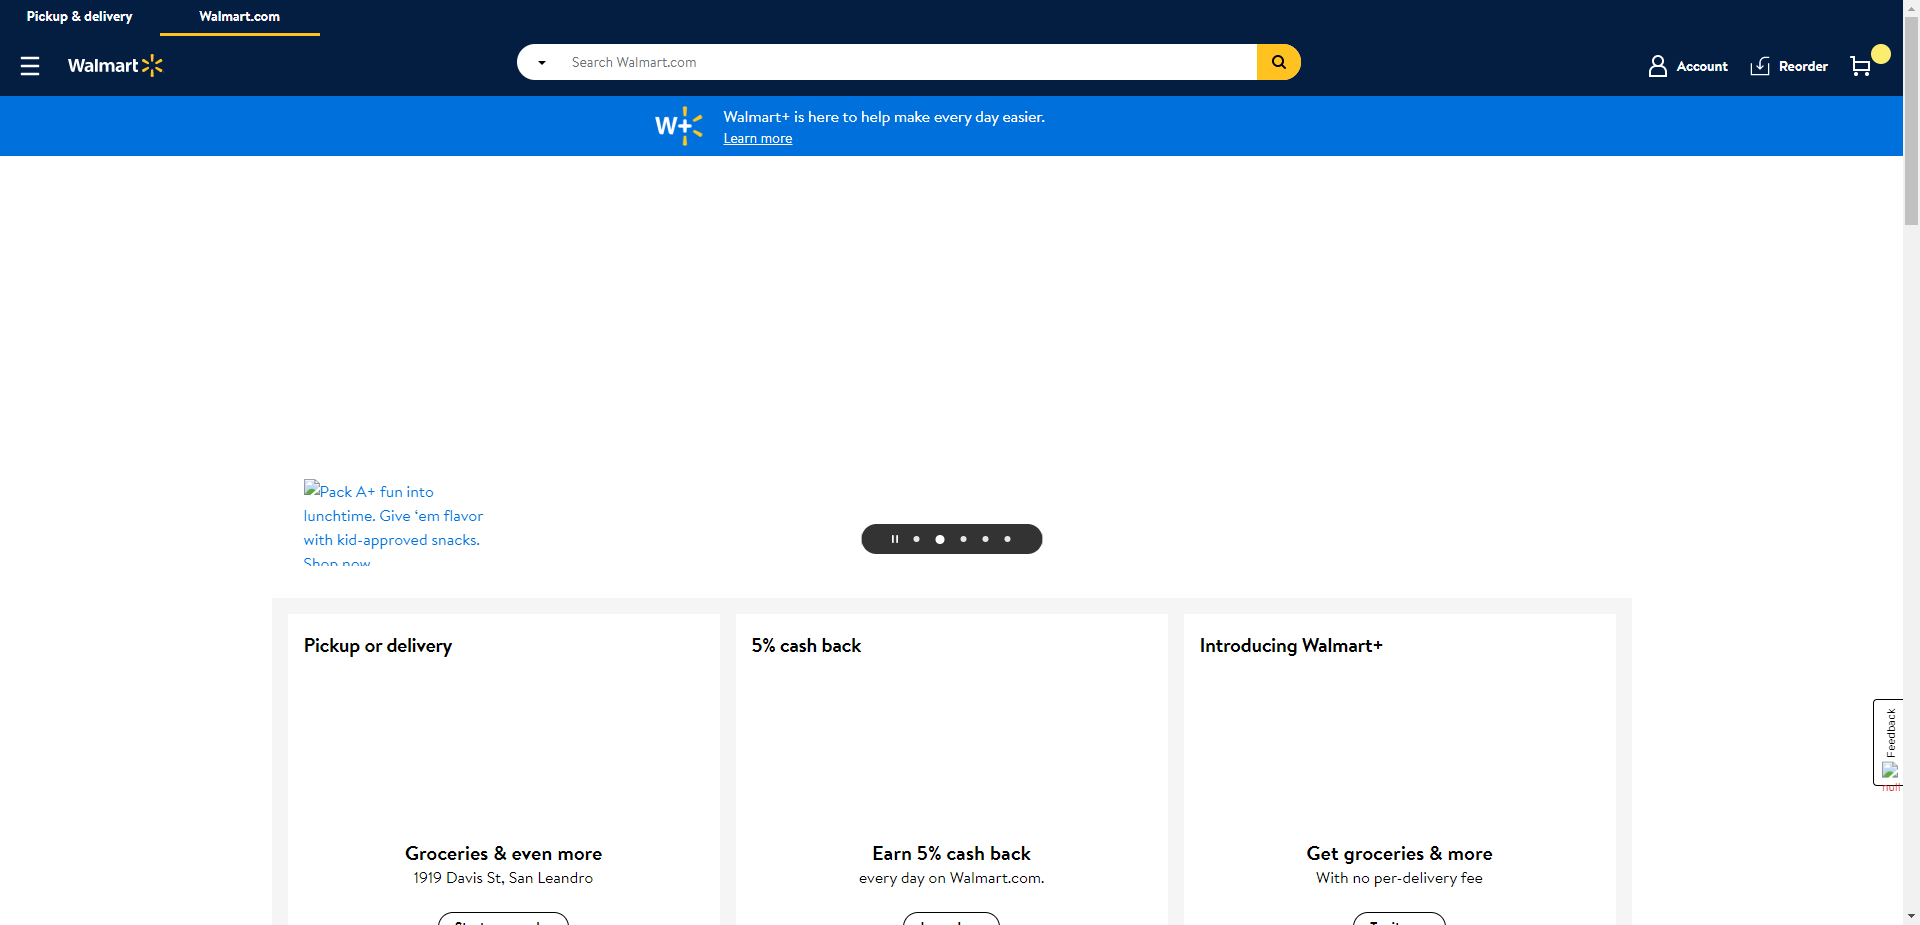 Pickup & delivery
Walmart.com
Walmart
Search Walmart.com
Account
Reorder
W+
Walmart+ is here to help make every day easier.
Learn more
Pack A+ fun into
lunchtime. Give ‘em flavor
with kid-approved snacks.
Shop now
Pickup or delivery
5% cash back
Introducing Walmart+
Feedback
null
Groceries & even more
1919 Davis St, San Leandro
Earn 5% cash back
every day on Walmart.com.
Get groceries & more
With no per-delivery fee